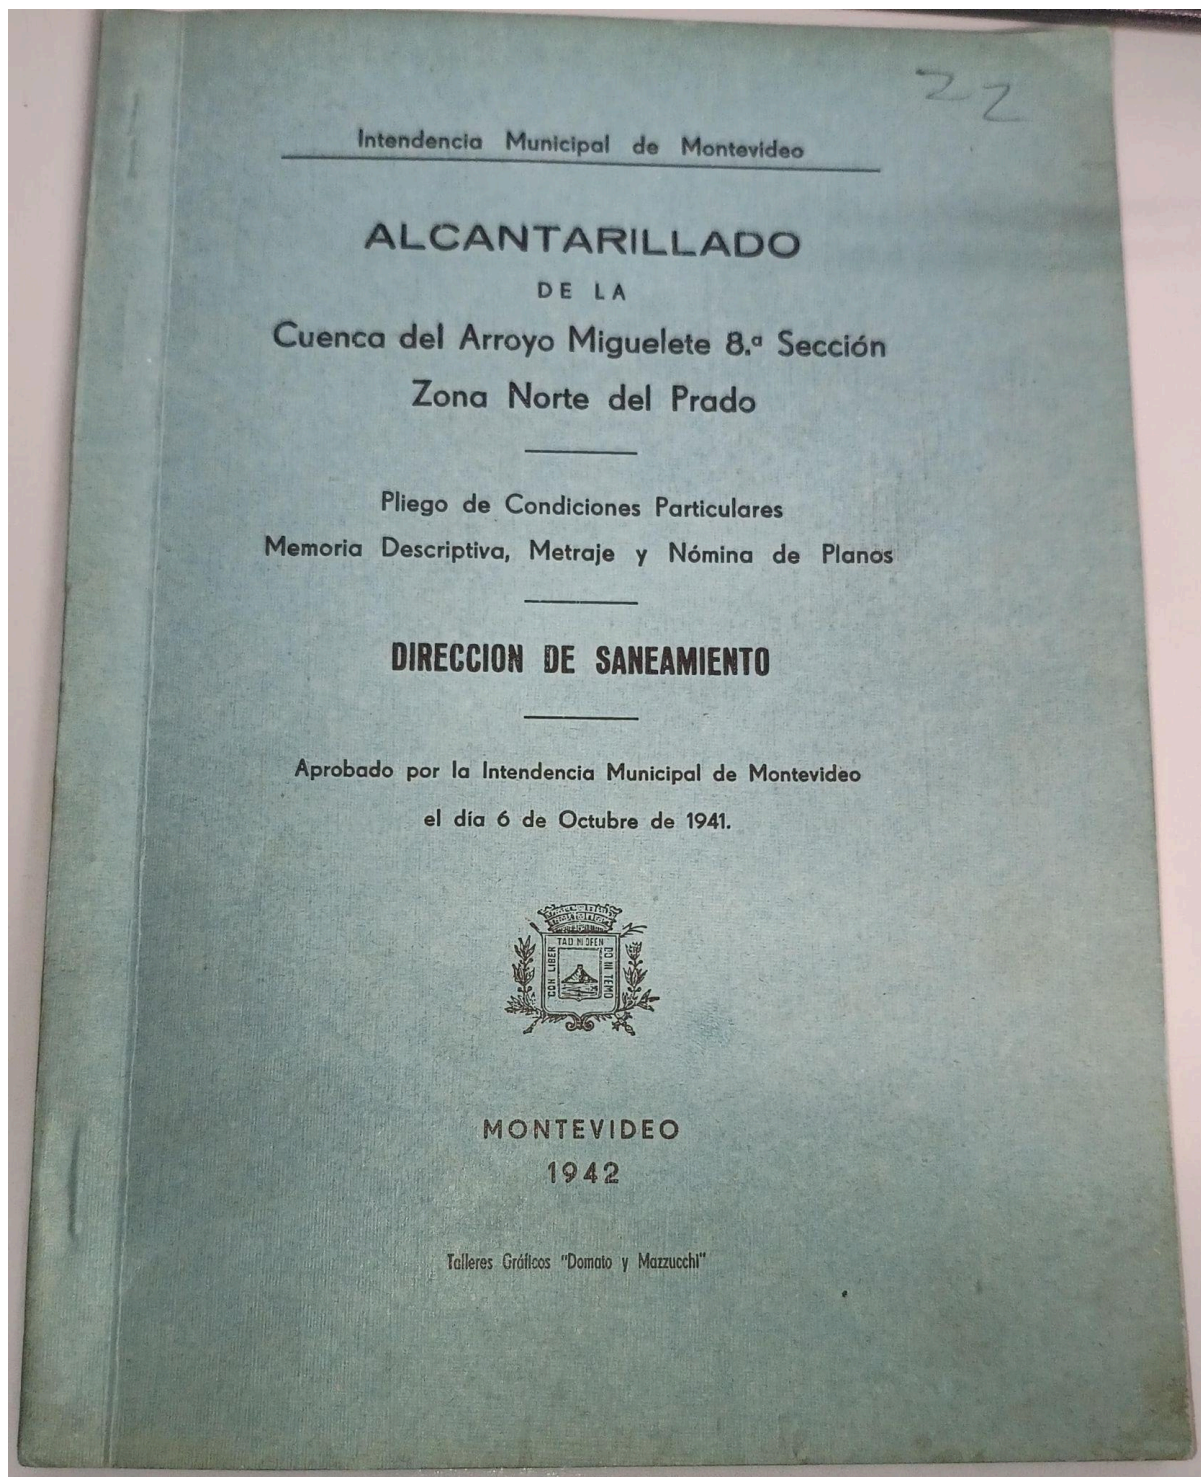 22
Intendencia Municipal de Montevideo
ALCANTARILLADO
DE LA
Cuenca del Arroyo Miguelete 8.ª Sección
Zona Norte del Prado
Pliego de Condiciones Particulares
Memoria Descriptiva, Metraje y Nómina de Planos
DIRECCION DE SANEAMIENTO
Aprobado por la Intendencia Municipal de Montevideo
el día 6 de Octubre de 1941.
CON LIBER
TAD NI OFEN
DO NI TEMO
MONTEVIDEO
1942
Talleres Gráficos "Domato y Mazzucchi"